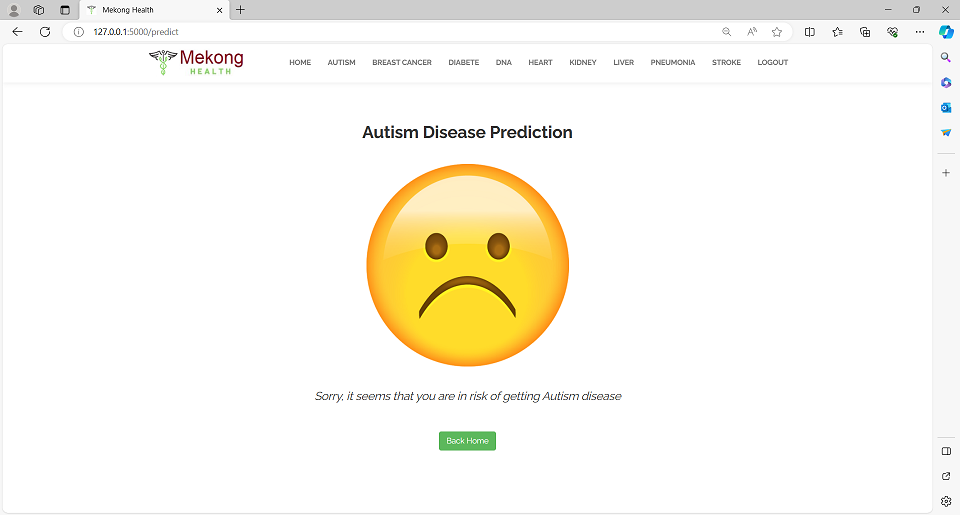 Mekong Health
127.0.0.1:5000/predict
Mekong
HEALTH
HOME AUTISM BREAST CANCER DIABETE DNA HEART KIDNEY LIVER PNEUMONIA STROKE LOGOUT
Autism Disease Prediction
Sorry, it seems that you are in risk of getting Autism disease
Back Home